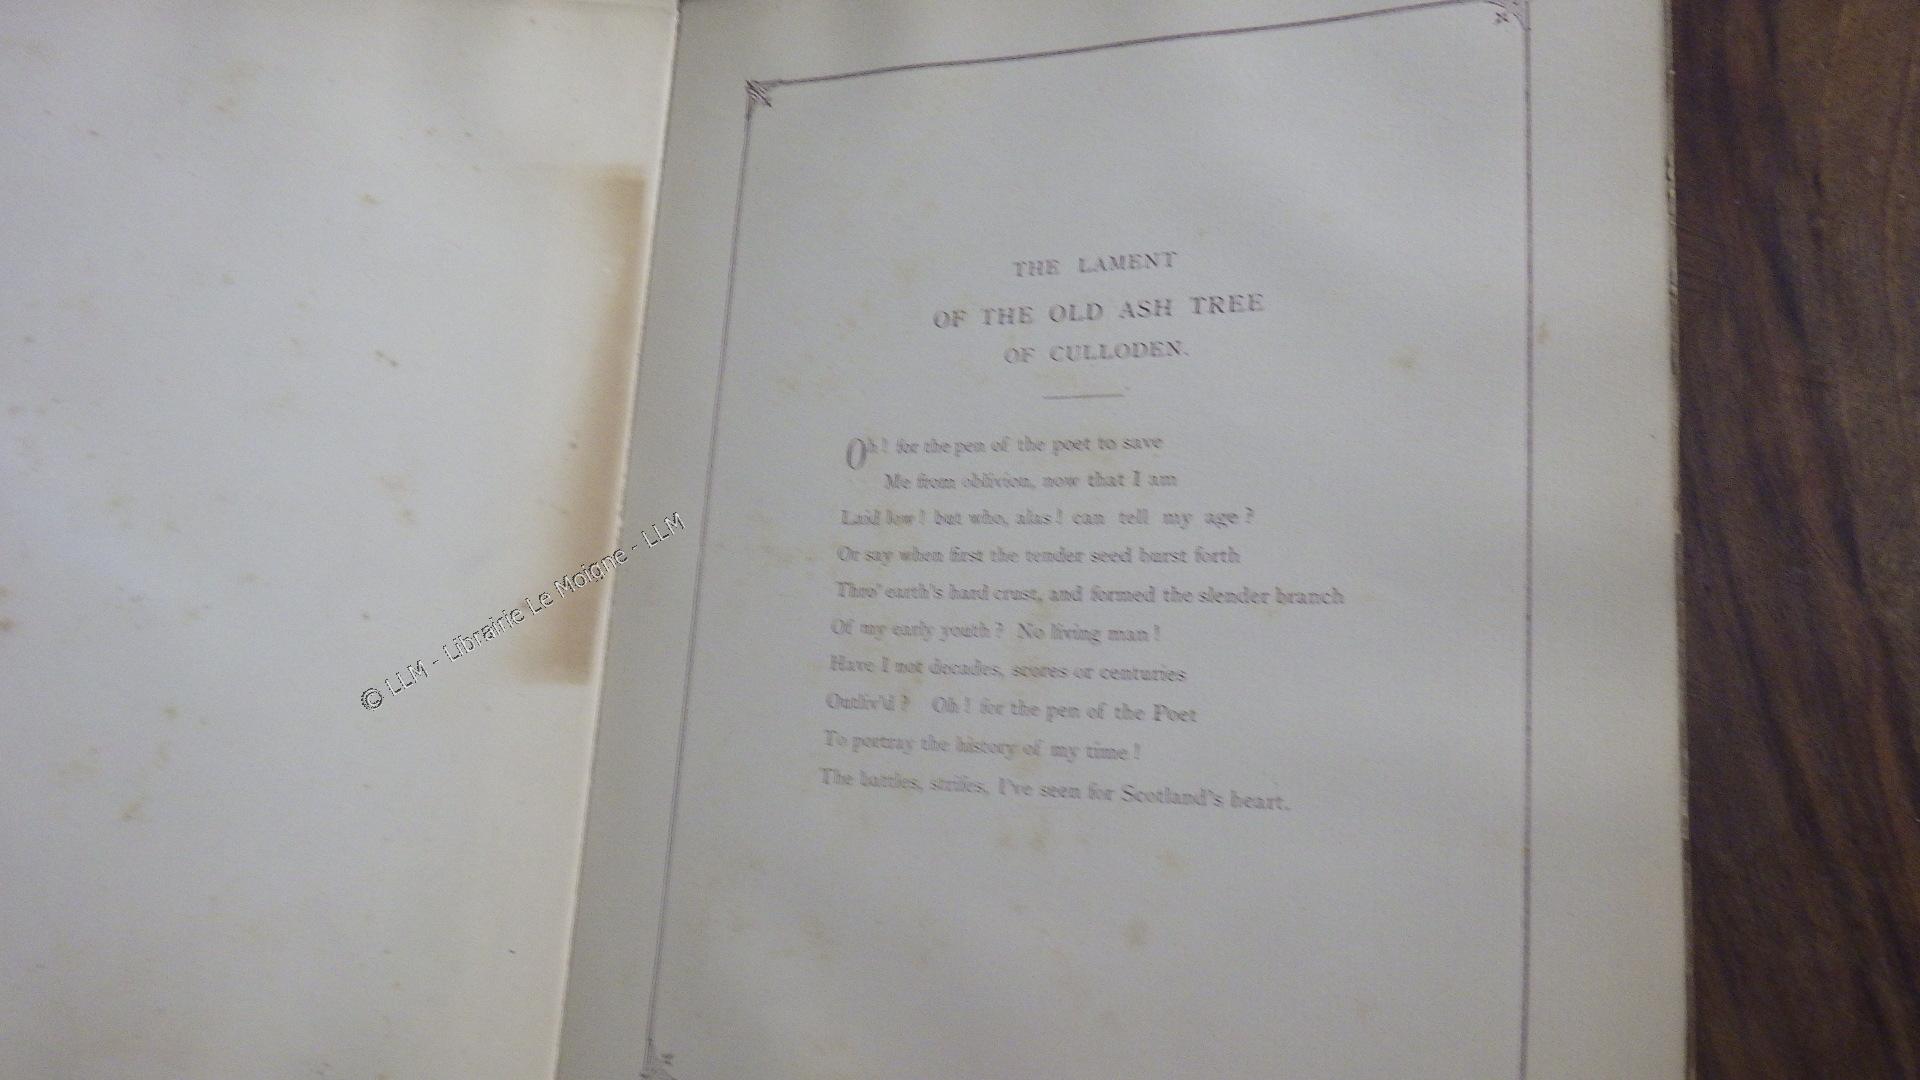 THE LAMENT
OF THE OLD ASH TREE
OF CULLODEN.
Oh! for the pen of the poet to save
Me from oblivion, now that I am
Laid low! but who, alas! can tell my age?
Or say when first the tender seed burst forth
Thro' earth's hard crust, and formed the slender branch
Of my early youth? No living man!
Have I not decades, scores or centuries
Outliv'd? Oh! for the pen of the Poet
To portray the history of my time!
The battles, strifes, I've seen for Scotland's heart.
© LLM - Librairie Le Moigne - LLM